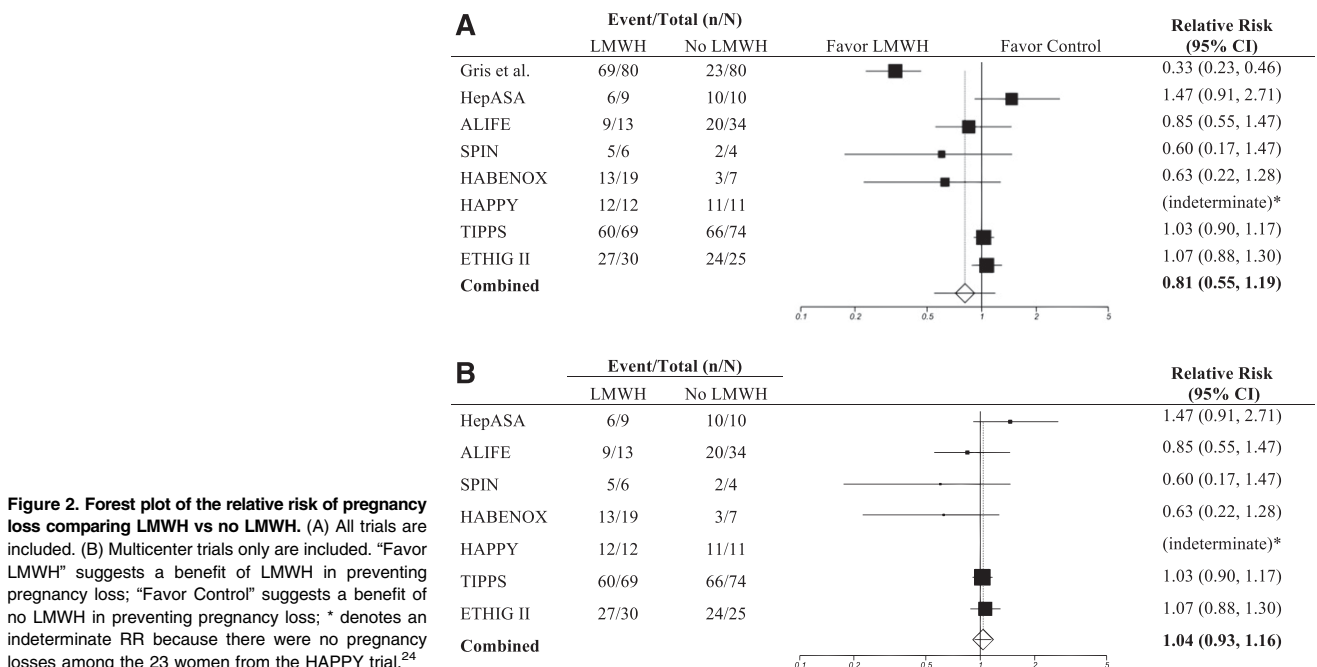 A
Event/Total (n/N)
Relative Risk
(95% CI)
LMWH No LMWH Favor LMWH Favor Control
Gris et al. 69/80 23/80 0.33 (0.23, 0.46)
HepASA 6/9 10/10 1.47 (0.91, 2.71)
ALIFE 9/13 20/34 0.85 (0.55, 1.47)
SPIN 5/6 2/4 0.60 (0.17, 1.47)
HABENOX 13/19 3/7 0.63 (0.22, 1.28)
HAPPY 12/12 11/11 (indeterminate)*
TIPPS 60/69 66/74 1.03 (0.90, 1.17)
ETHIG II 27/30 24/25 1.07 (0.88, 1.30)
Combined 0.81 (0.55, 1.19)
0.1 0.2 0.5 1 2 5
B
Event/Total (n/N)
Relative Risk
(95% CI)
LMWH No LMWH
HepASA 6/9 10/10 1.47 (0.91, 2.71)
ALIFE 9/13 20/34 0.85 (0.55, 1.47)
SPIN 5/6 2/4 0.60 (0.17, 1.47)
HABENOX 13/19 3/7 0.63 (0.22, 1.28)
HAPPY 12/12 11/11 (indeterminate)*
TIPPS 60/69 66/74 1.03 (0.90, 1.17)
ETHIG II 27/30 24/25 1.07 (0.88, 1.30)
Combined 1.04 (0.93, 1.16)
0.1 0.2 0.5 1 2 5
Figure 2. Forest plot of the relative risk of pregnancy
loss comparing LMWH vs no LMWH. (A) All trials are
included. (B) Multicenter trials only are included. “Favor
LMWH” suggests a benefit of LMWH in preventing
pregnancy loss; “Favor Control” suggests a benefit of
no LMWH in preventing pregnancy loss; * denotes an
indeterminate RR because there were no pregnancy
losses among the 23 women from the HAPPY trial.24